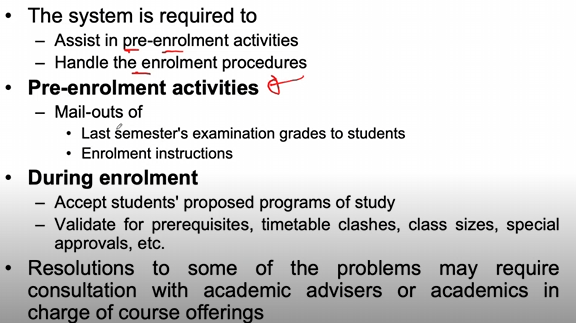 • The system is required to
– Assist in pre-enrolment activities
– Handle the enrolment procedures
• Pre-enrolment activities
– Mail-outs of
• Last semester's examination grades to students
• Enrolment instructions
• During enrolment
– Accept students' proposed programs of study
– Validate for prerequisites, timetable clashes, class sizes, special
approvals, etc.
• Resolutions to some of the problems may require
consultation with academic advisers or academics in
charge of course offerings